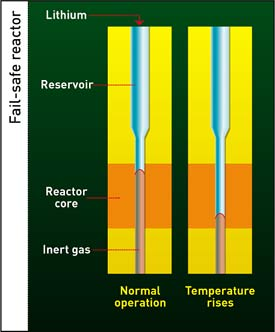 Fail-safe reactor
Lithium
Reservoir
Reactor
core
Inert gas
Normal
operation
Temperature
rises